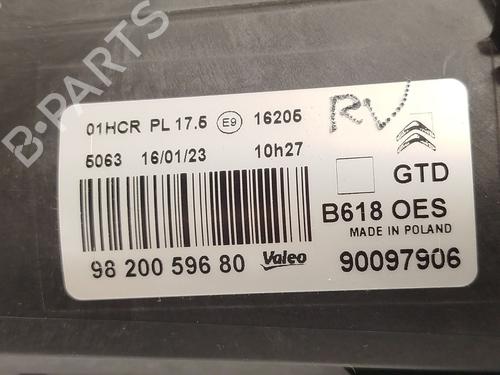 B-PARTS
01HCR PL 17.5 E9 16205
RV
5063 16/01/23 10h27
GTD
B618 OES
MADE IN POLAND
98 200 596 80 Valeo 90097906